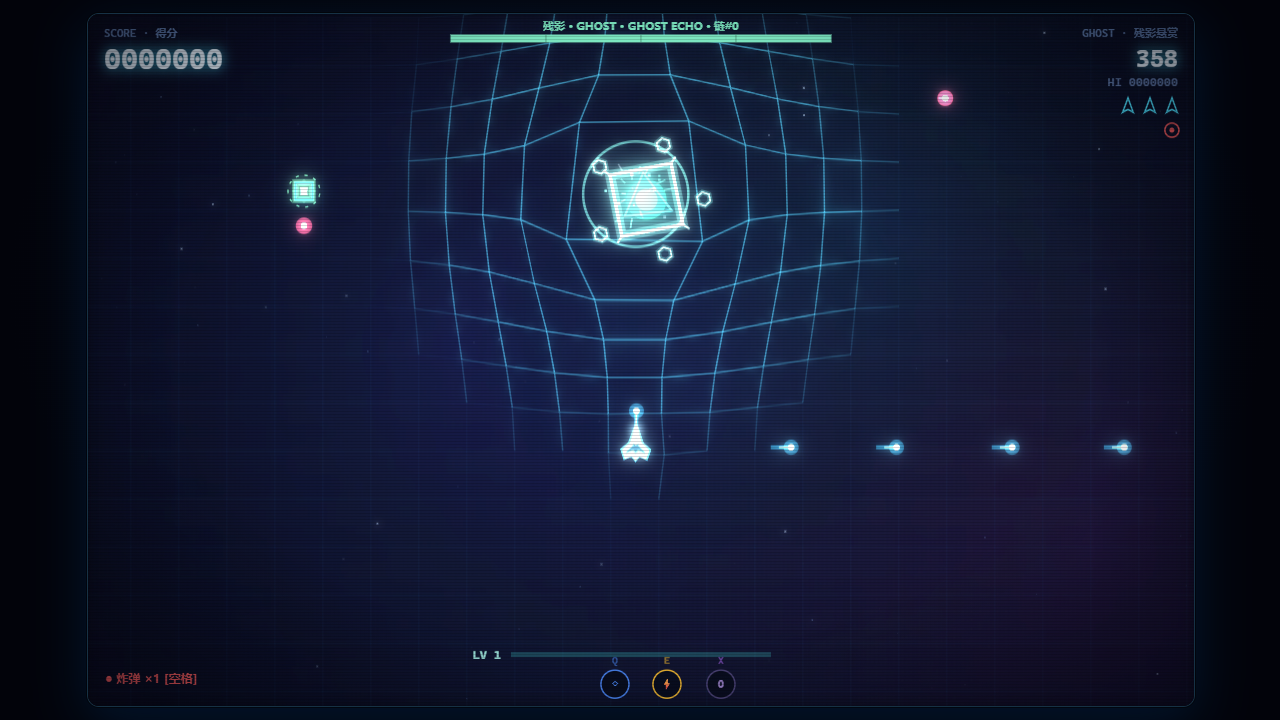 残影 • GHOST • GHOST ECHO • 链#0
SCORE · 得分
0000000
GHOST · 残影悬赏
358
HI 0000000
LV 1
Q E X
0
• 炸弹 ×1 [空格]